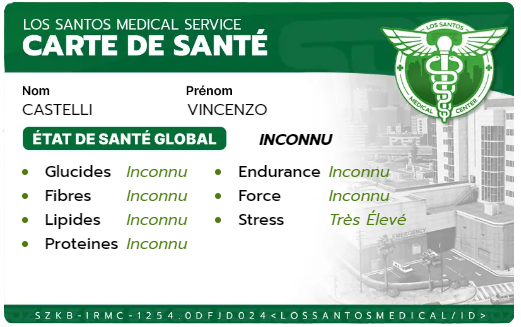 LOS SANTOS MEDICAL SERVICE
CARTE DE SANTÉ
LOS SANTOS
MEDICAL CENTER
Nom Prénom
CASTELLI VINCENZO
ÉTAT DE SANTÉ GLOBAL INCONNU
• Glucides Inconnu • Endurance Inconnu
• Fibres Inconnu • Force Inconnu
• Lipides Inconnu • Stress Très Élevé
• Proteines Inconnu
EMERGENCY
SZKB-IRMC-1254:0DFJD024<LOSSANTOSMEDICAL/ID>